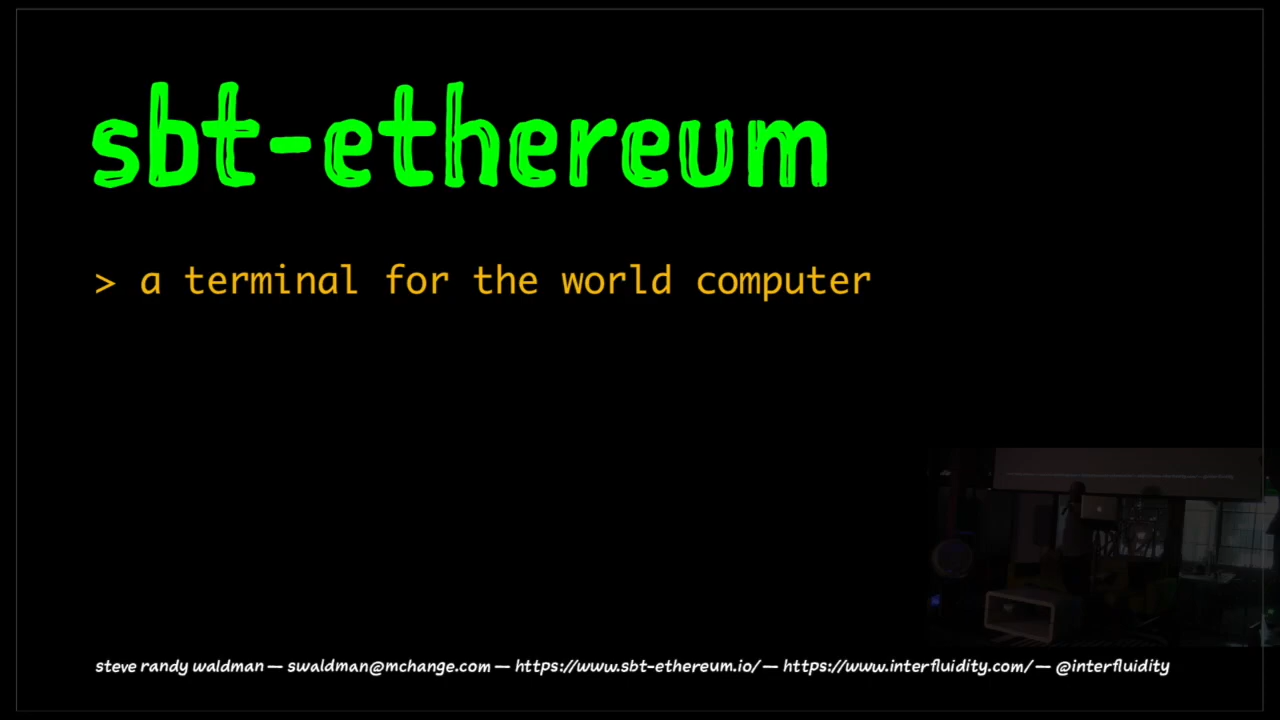 sbt-ethereum
> a terminal for the world computer
steve randy waldman — swaldman@mchange.com — https://www.sbt-ethereum.io/ — https://www.interfluidity.com/ — @interfluidity